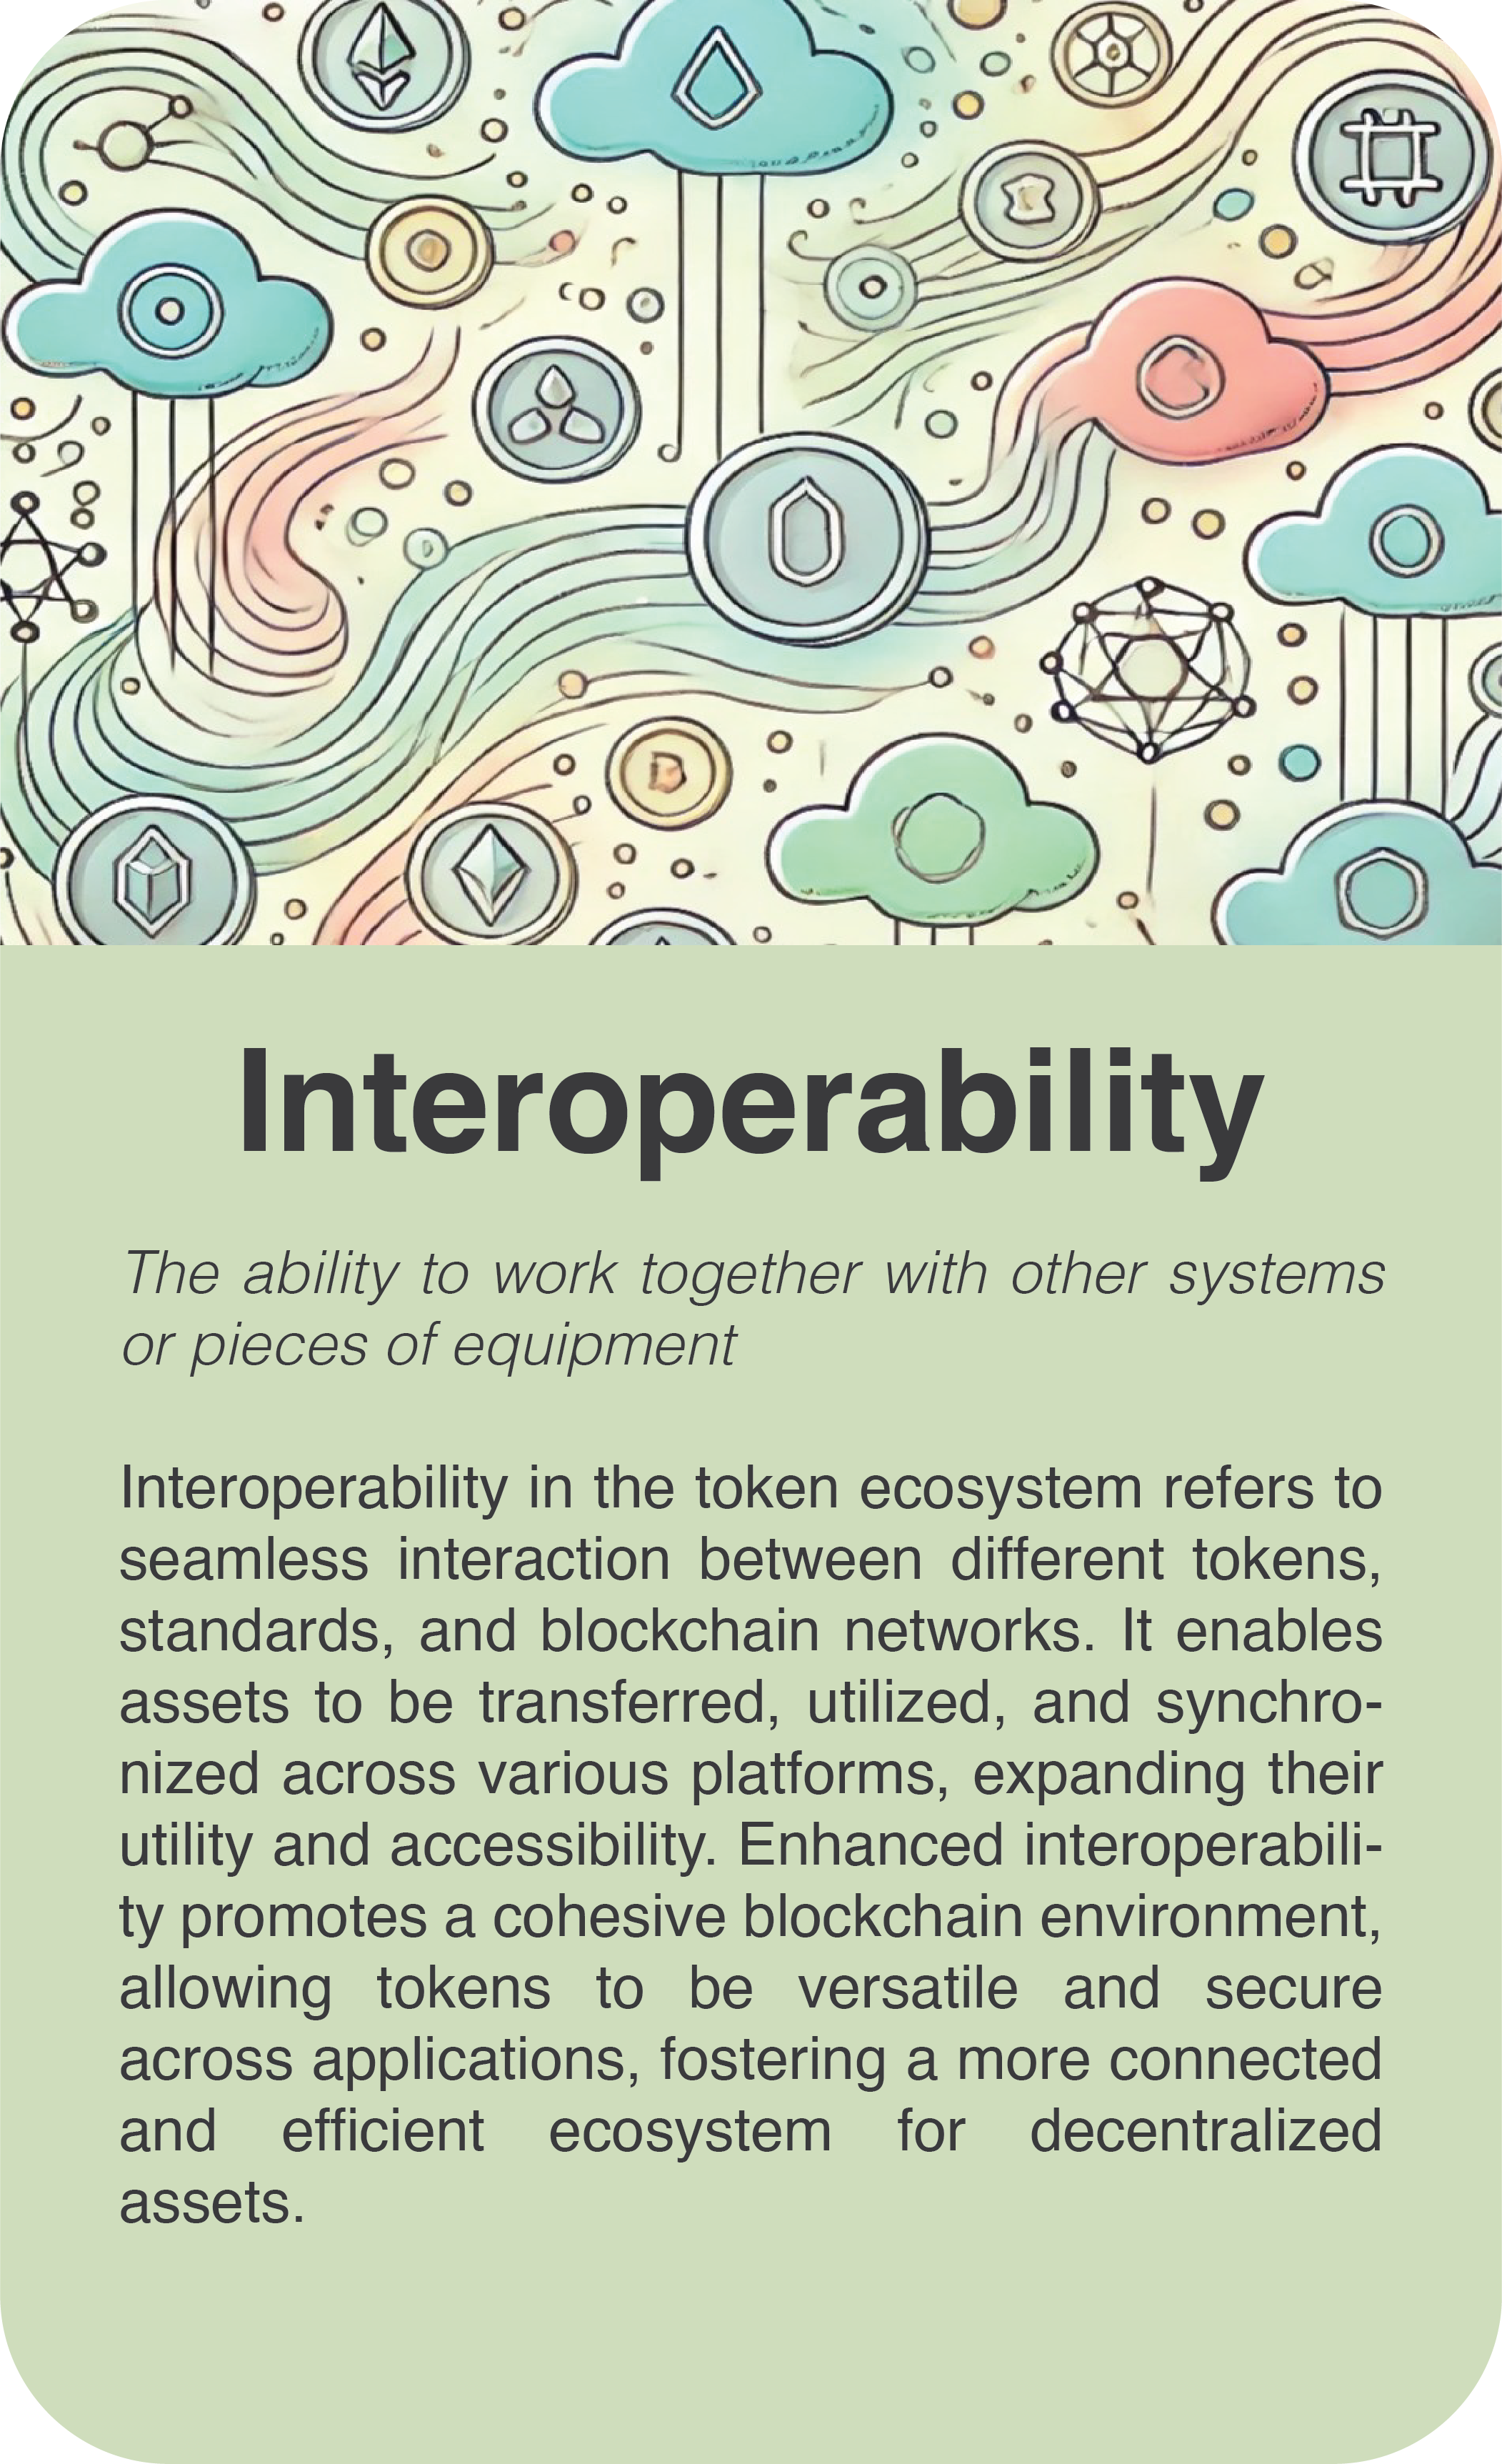 Interoperability
The ability to work together with other systems
or pieces of equipment
Interoperability in the token ecosystem refers to
seamless interaction between different tokens,
standards, and blockchain networks. It enables
assets to be transferred, utilized, and synchro-
nized across various platforms, expanding their
utility and accessibility. Enhanced interoperabili-
ty promotes a cohesive blockchain environment,
allowing tokens to be versatile and secure
across applications, fostering a more connected
and efficient ecosystem for decentralized
assets.